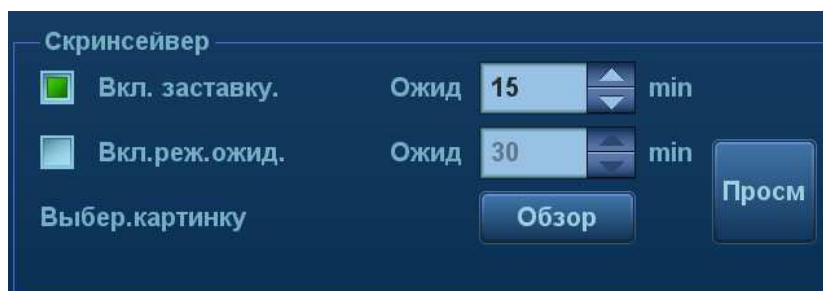 Скринсейвер
Вкл. заставку. Ожид 15 min
Вкл.реж.ожид. Ожид 30 min
Просм
Выбер.картинку Обзор